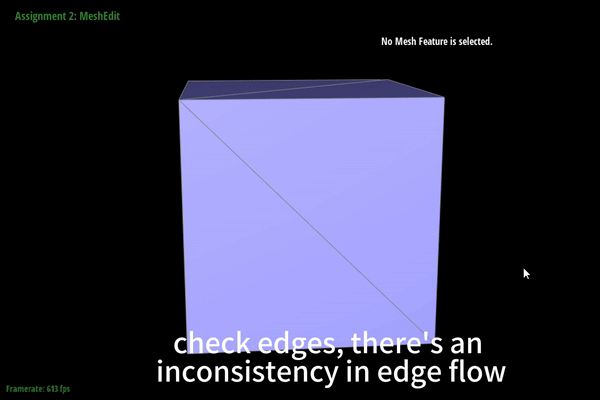 Assignment 2: MeshEdit
No Mesh Feature is selected.
check edges, there's an
inconsistency in edge flow
Framerate: 613 fps